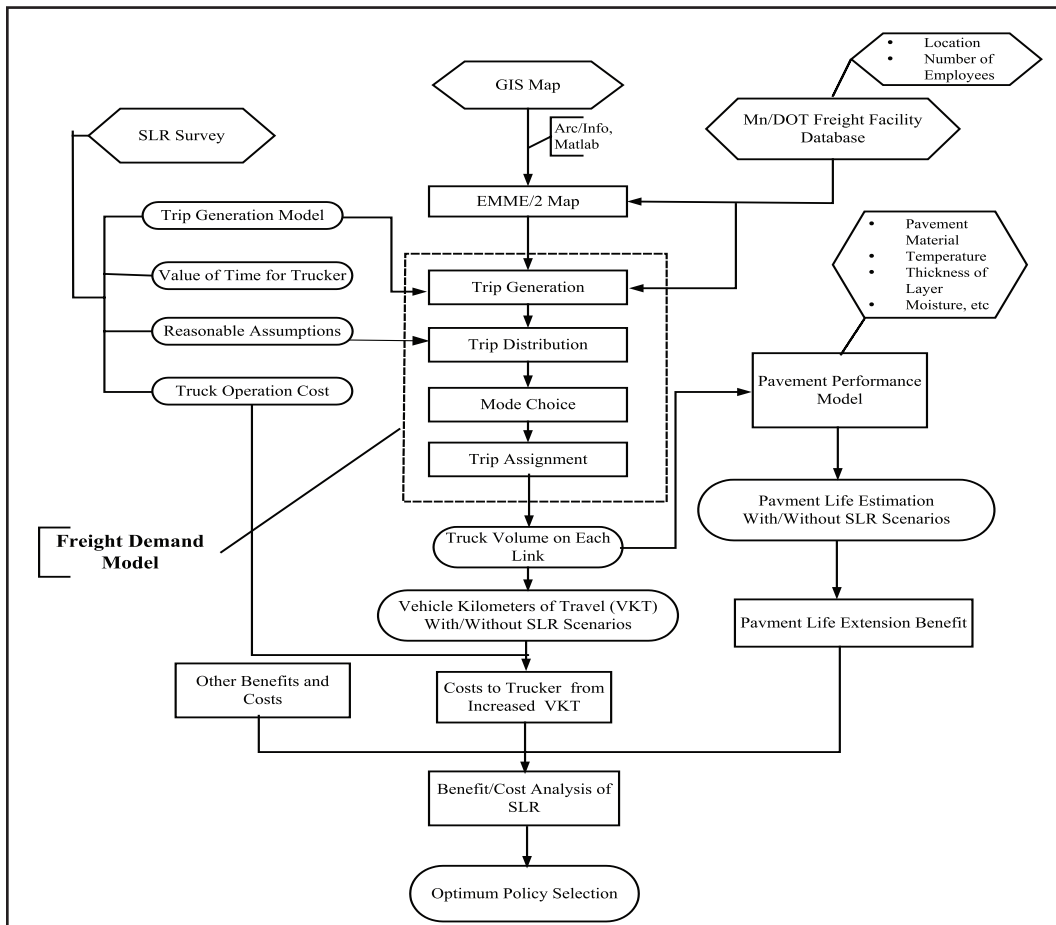 • Location
• Number of
Employees
GIS Map
SLR Survey
Arc/Info,
Matlab
Mn/DOT Freight Facility
Database
EMME/2 Map
Trip Generation Model
• Pavement
Material
• Temperature
• Thickness of
Layer
• Moisture, etc
Value of Time for Trucker
Trip Generation
Reasonable Assumptions
Trip Distribution
Truck Operation Cost
Mode Choice
Pavement Performance
Model
Trip Assignment
Pavment Life Estimation
With/Without SLR Scenarios
Freight Demand
Model
Truck Volume on Each
Link
Vehicle Kilometers of Travel (VKT)
With/Without SLR Scenarios
Pavment Life Extension Benefit
Other Benefits and
Costs
Costs to Trucker from
Increased VKT
Benefit/Cost Analysis of
SLR
Optimum Policy Selection